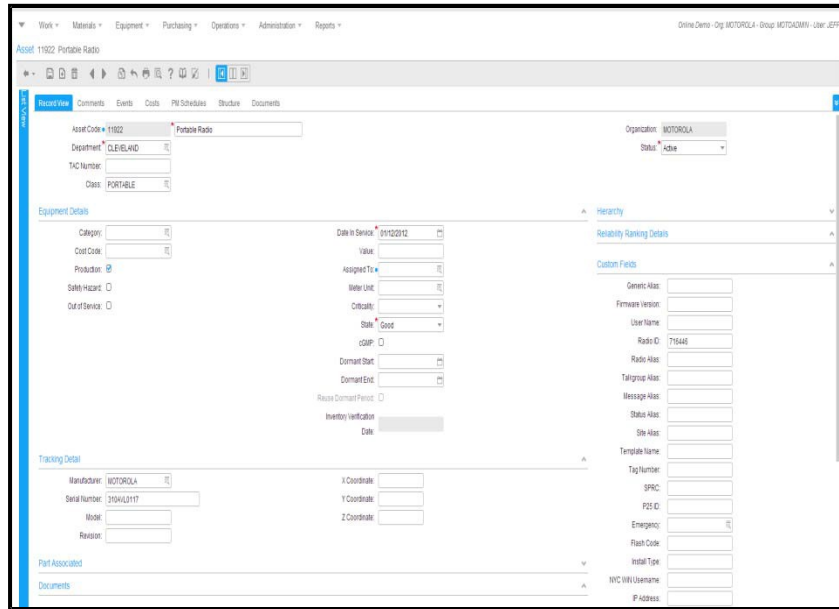 Work Materials Equipment Purchasing Operations Administration Reports Online Demo - Org: MOTOROLA - Group: MOTOADMIN - User: JEFF
Asset 11922 Portable Radio
List View
Record View Comments Events Costs PM Schedules Structure Documents
Asset Code: 11922 * Portable Radio Organization: MOTOROLA
Department: * CLEVELAND Status: * Active
TAC Number:
Class: PORTABLE
Equipment Details Hierarchy
Category: Date In Service: * 01/12/2012 Reliability Ranking Details
Cost Code: Value:
Production: Assigned To: Custom Fields
Safety Hazard: Meter Unit: Generic Alias:
Out of Service: Criticality: Firmware Version:
State: * Good User Name:
cGMP: Radio ID: 716446
Dormant Start: Radio Alias:
Dormant End: Talkgroup Alias:
Reuse Dormant Period: Message Alias:
Inventory Verification Status Alias:
Date: Site Alias:
Tracking Detail Template Name:
Manufacturer: MOTOROLA X Coordinate: Tag Number:
Serial Number: 3104VL0117 Y Coordinate: SPRC:
Model: Z Coordinate: P25 ID:
Revision: Emergency:
Flash Code:
Part Associated Install Type:
Documents NYC WiN Username:
IP Address: